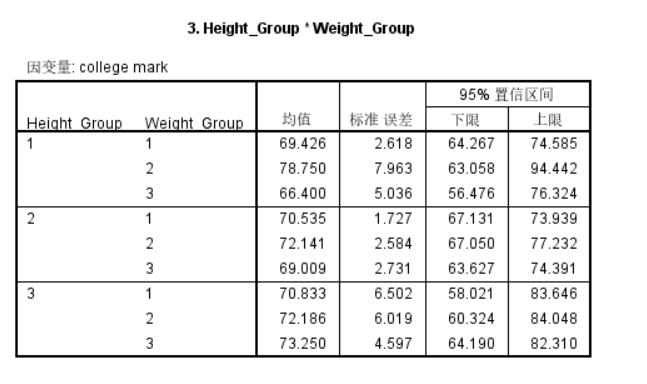 3. Height_Group * Weight_Group
因变量: college mark
95% 置信区间
Height_Group Weight_Group 均值 标准 误差 下限 上限
1 1 69.426 2.618 64.267 74.585
2 78.750 7.963 63.058 94.442
3 66.400 5.036 56.476 76.324
2 1 70.535 1.727 67.131 73.939
2 72.141 2.584 67.050 77.232
3 69.009 2.731 63.627 74.391
3 1 70.833 6.502 58.021 83.646
2 72.186 6.019 60.324 84.048
3 73.250 4.597 64.190 82.310